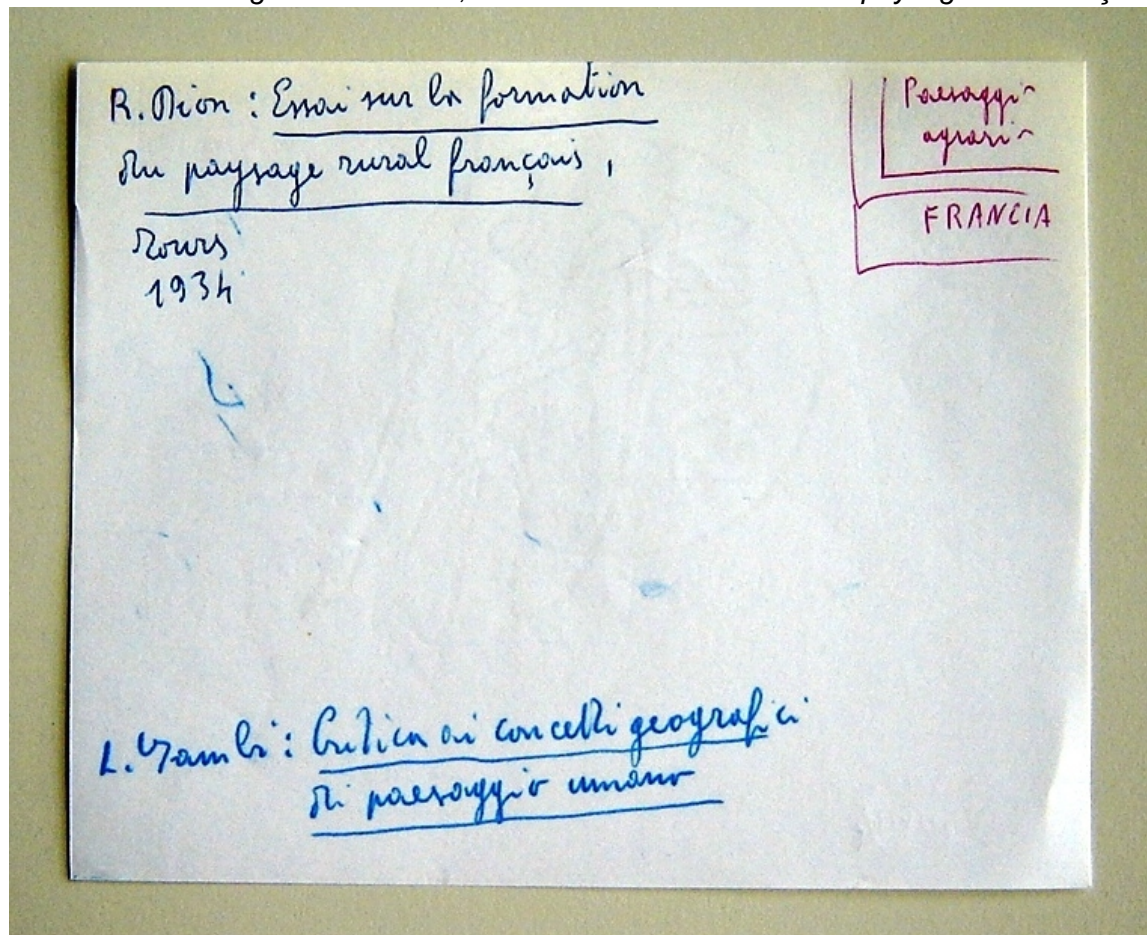 R. Dion : Essai sur la formation
du paysage rural français,
Tours
1934
Paesaggi
agrari
FRANCIA
L. Gambi : Critica ai concetti geografici
di paesaggio umano